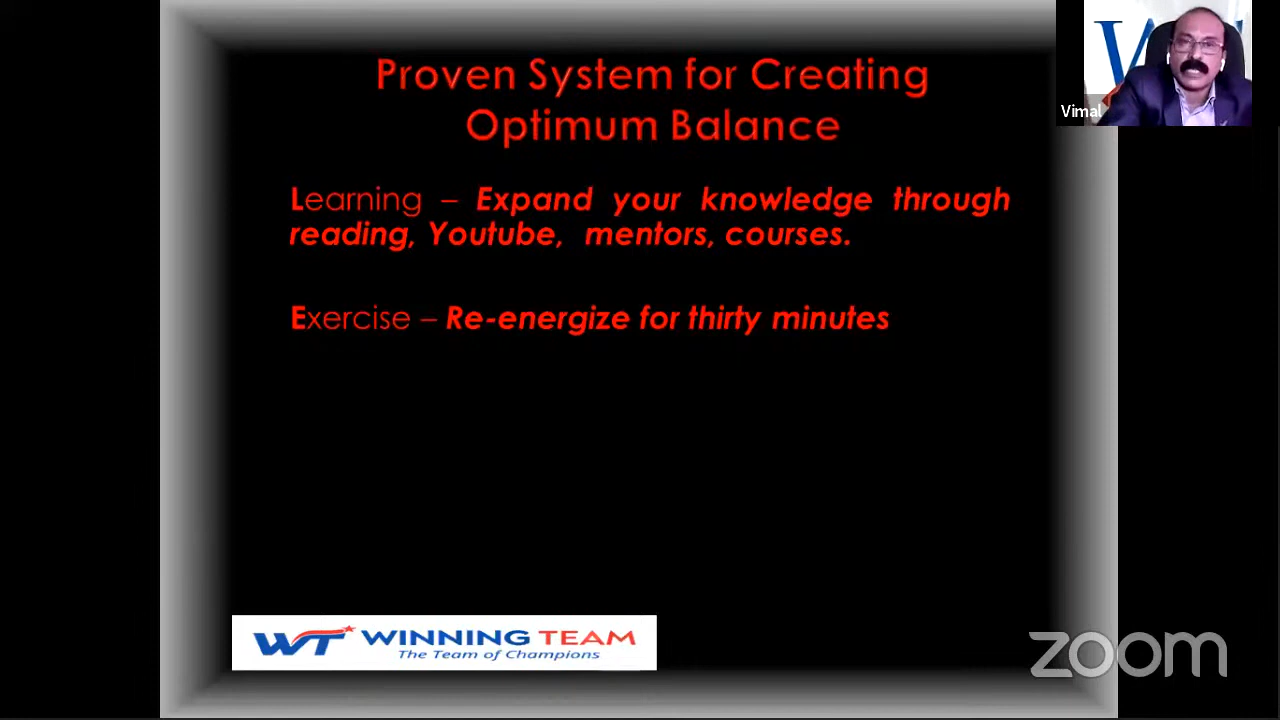 Proven System for Creating
Optimum Balance
Vimal
Learning – Expand your knowledge through
reading, Youtube, mentors, courses.
Exercise – Re-energize for thirty minutes
WT WINNING TEAM
The Team of Champions
zoom